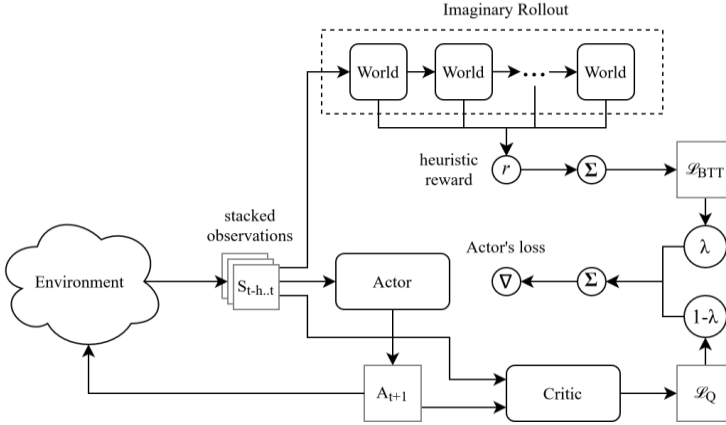 Imaginary Rollout
World
World
...
World
heuristic
reward
r
Σ
ℒBTT
stacked
observations
Actor's loss
λ
Environment
St-h..t
Actor
∇
Σ
1-λ
At+1
Critic
ℒQ